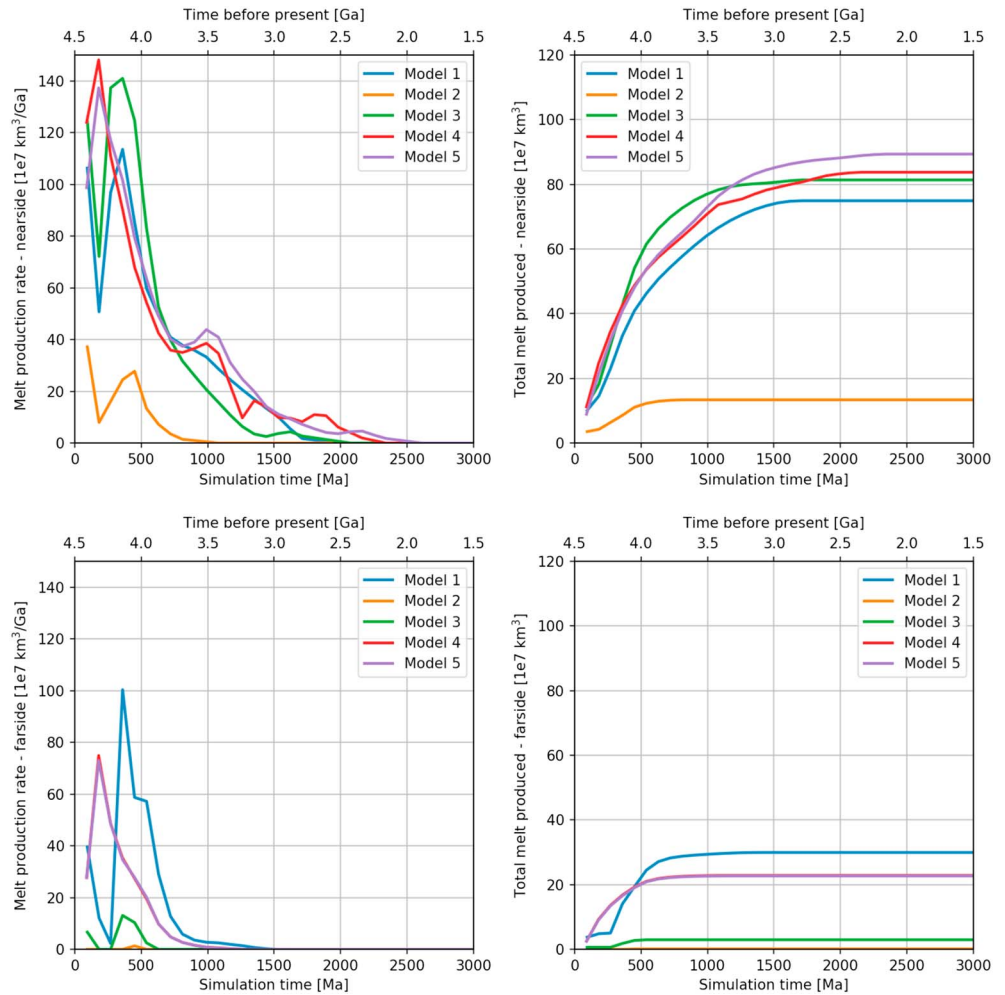 Time before present [Ga]
4.5 4.0 3.5 3.0 2.5 2.0 1.5
Melt production rate - nearside [1e7 km³/Ga]
140
120
100
80
60
40
20
0
Model 1
Model 2
Model 3
Model 4
Model 5
0 500 1000 1500 2000 2500 3000
Simulation time [Ma]
Time before present [Ga]
4.5 4.0 3.5 3.0 2.5 2.0 1.5
Total melt produced - nearside [1e7 km³]
120
100
80
60
40
20
0
Model 1
Model 2
Model 3
Model 4
Model 5
0 500 1000 1500 2000 2500 3000
Simulation time [Ma]
Time before present [Ga]
4.5 4.0 3.5 3.0 2.5 2.0 1.5
Melt production rate - farside [1e7 km³/Ga]
140
120
100
80
60
40
20
0
Model 1
Model 2
Model 3
Model 4
Model 5
0 500 1000 1500 2000 2500 3000
Simulation time [Ma]
Time before present [Ga]
4.5 4.0 3.5 3.0 2.5 2.0 1.5
Total melt produced - farside [1e7 km³]
120
100
80
60
40
20
0
Model 1
Model 2
Model 3
Model 4
Model 5
0 500 1000 1500 2000 2500 3000
Simulation time [Ma]